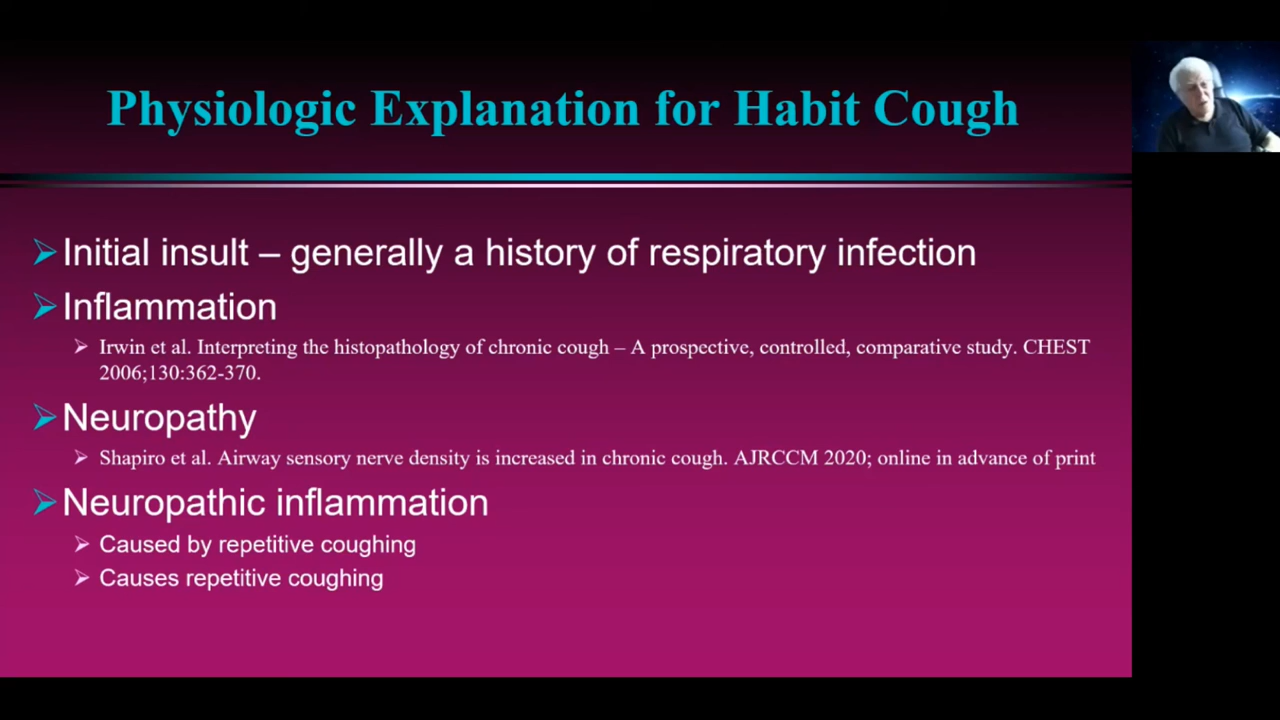 Physiologic Explanation for Habit Cough
Initial insult – generally a history of respiratory infection
Inflammation
Irwin et al. Interpreting the histopathology of chronic cough – A prospective, controlled, comparative study. CHEST
2006;130:362-370.
Neuropathy
Shapiro et al. Airway sensory nerve density is increased in chronic cough. AJRCCM 2020; online in advance of print
Neuropathic inflammation
Caused by repetitive coughing
Causes repetitive coughing